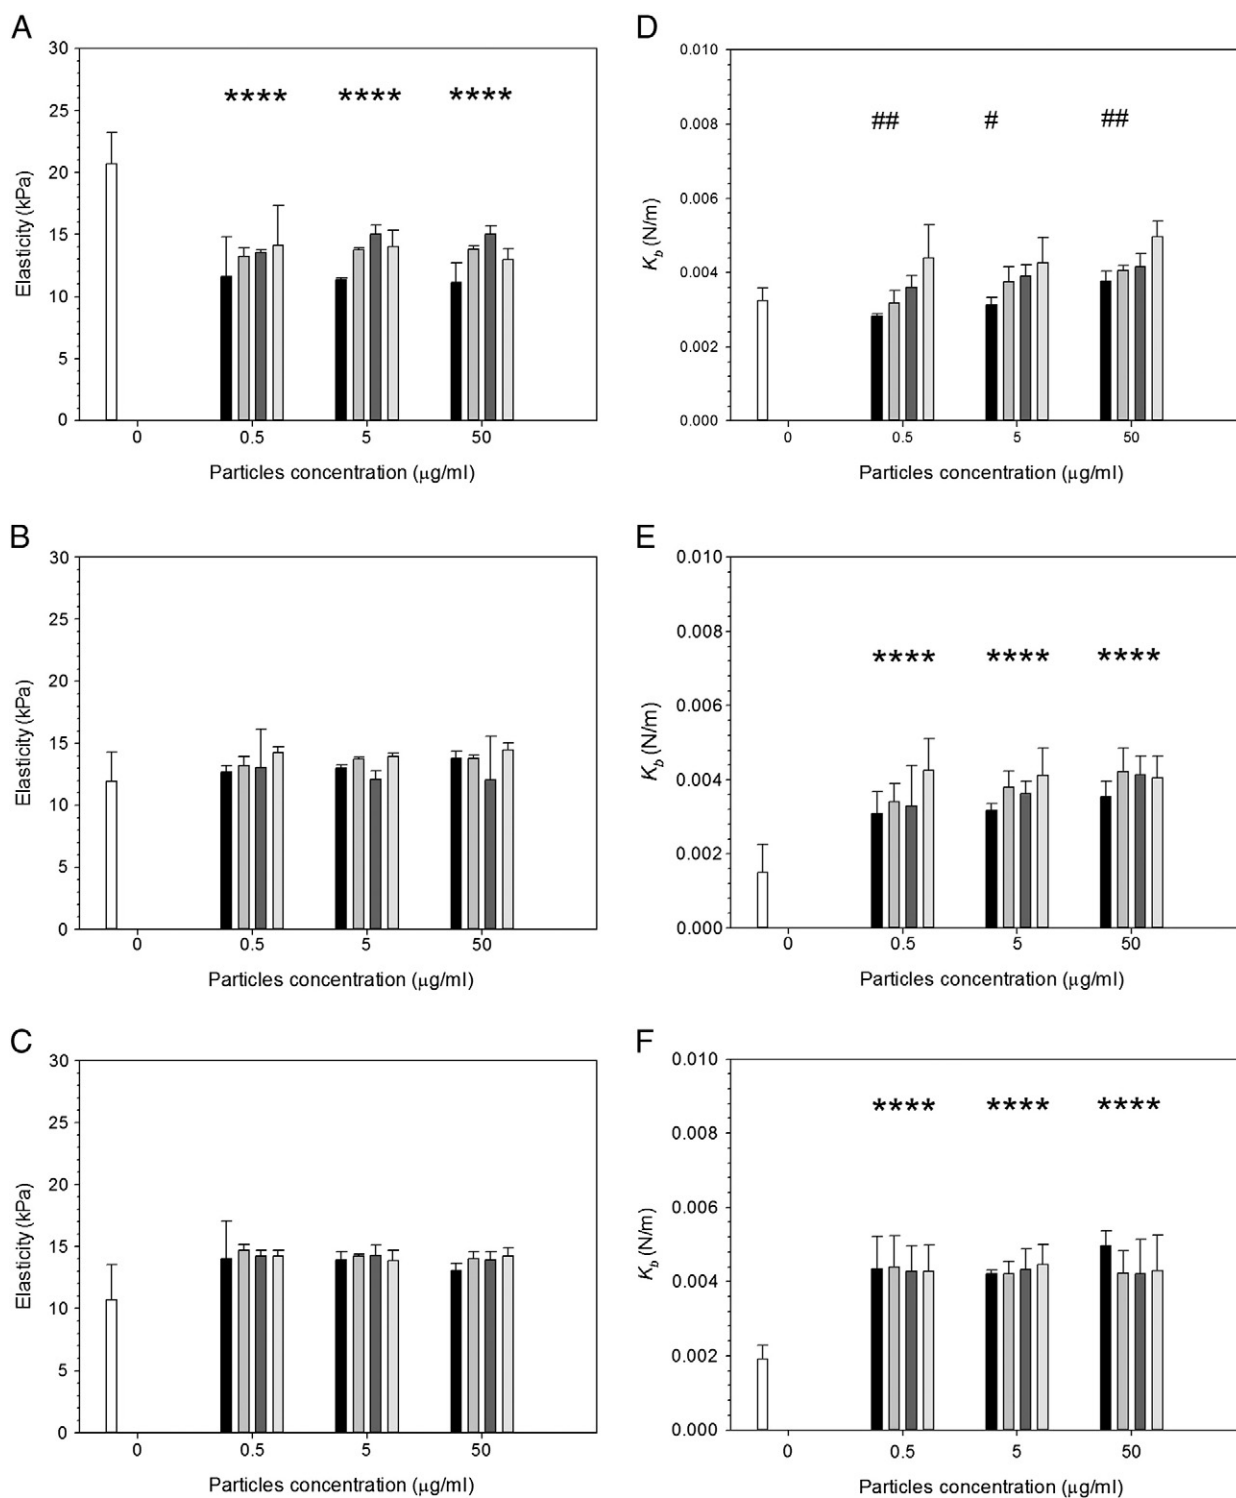 A
30
25
20
15
10
5
0
Elasticity (kPa)
**** **** ****
0 0.5 5 50
Particles concentration (μg/ml)
D
0.010
0.008
0.006
0.004
0.002
0.000
K_b (N/m)
## # ##
0 0.5 5 50
Particles concentration (μg/ml)
B
30
25
20
15
10
5
0
Elasticity (kPa)
0 0.5 5 50
Particles concentration (μg/ml)
E
0.010
0.008
0.006
0.004
0.002
0.000
K_b (N/m)
**** **** ****
0 0.5 5 50
Particles concentration (μg/ml)
C
30
25
20
15
10
5
0
Elasticity (kPa)
0 0.5 5 50
Particles concentration (μg/ml)
F
0.010
0.008
0.006
0.004
0.002
0.000
K_b (N/m)
**** **** ****
0 0.5 5 50
Particles concentration (μg/ml)